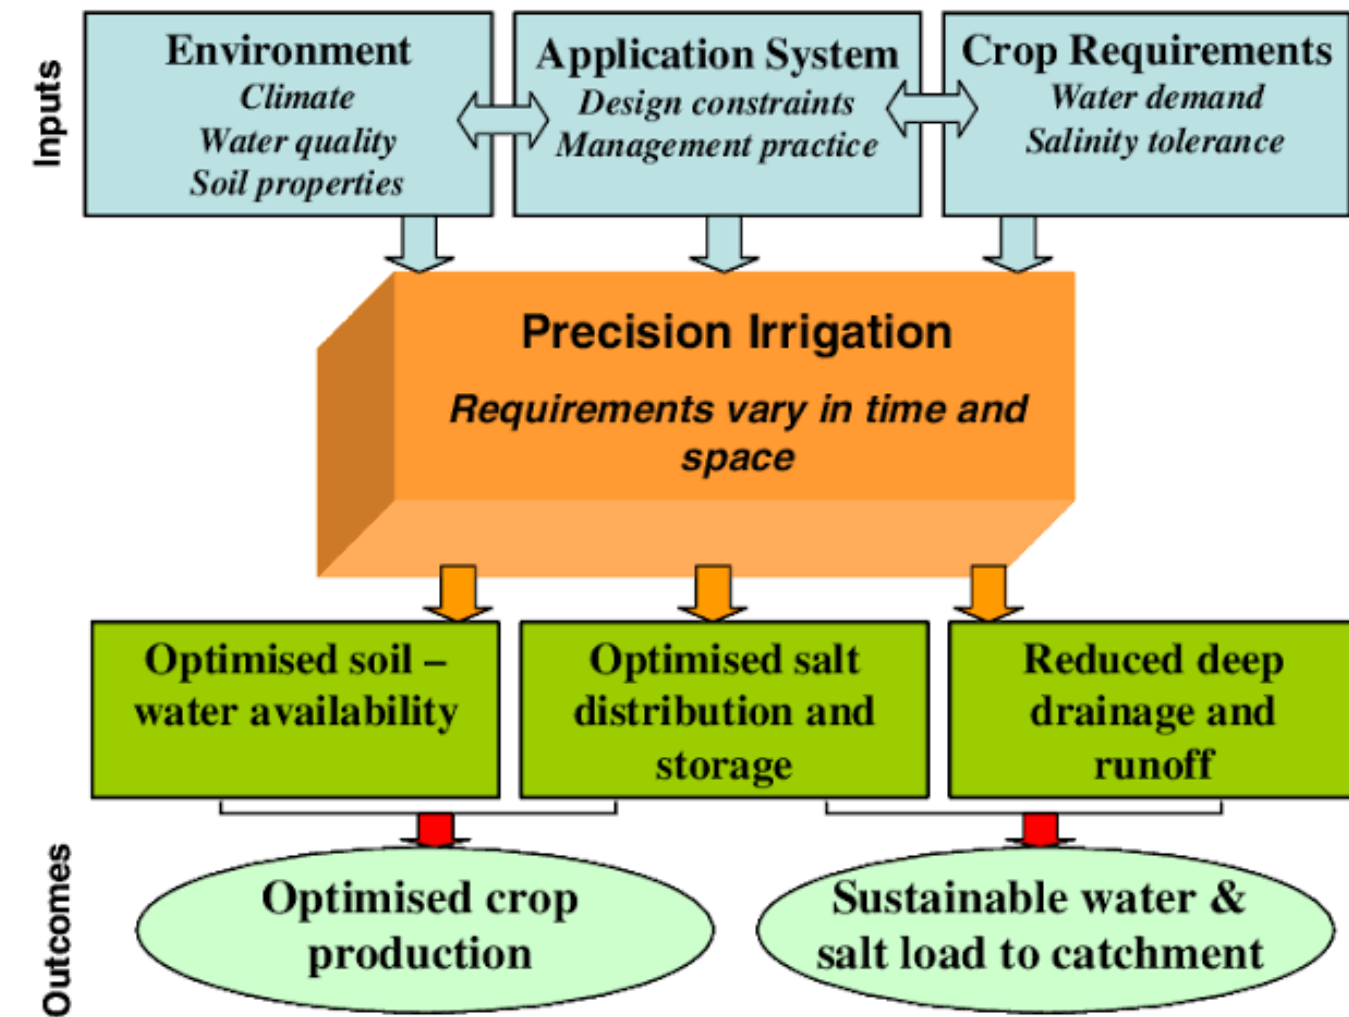 Inputs
Environment
Climate
Water quality
Soil properties
Application System
Design constraints
Management practice
Crop Requirements
Water demand
Salinity tolerance
Precision Irrigation
Requirements vary in time and
space
Optimised soil –
water availability
Optimised salt
distribution and
storage
Reduced deep
drainage and
runoff
Outcomes
Optimised crop
production
Sustainable water &
salt load to catchment